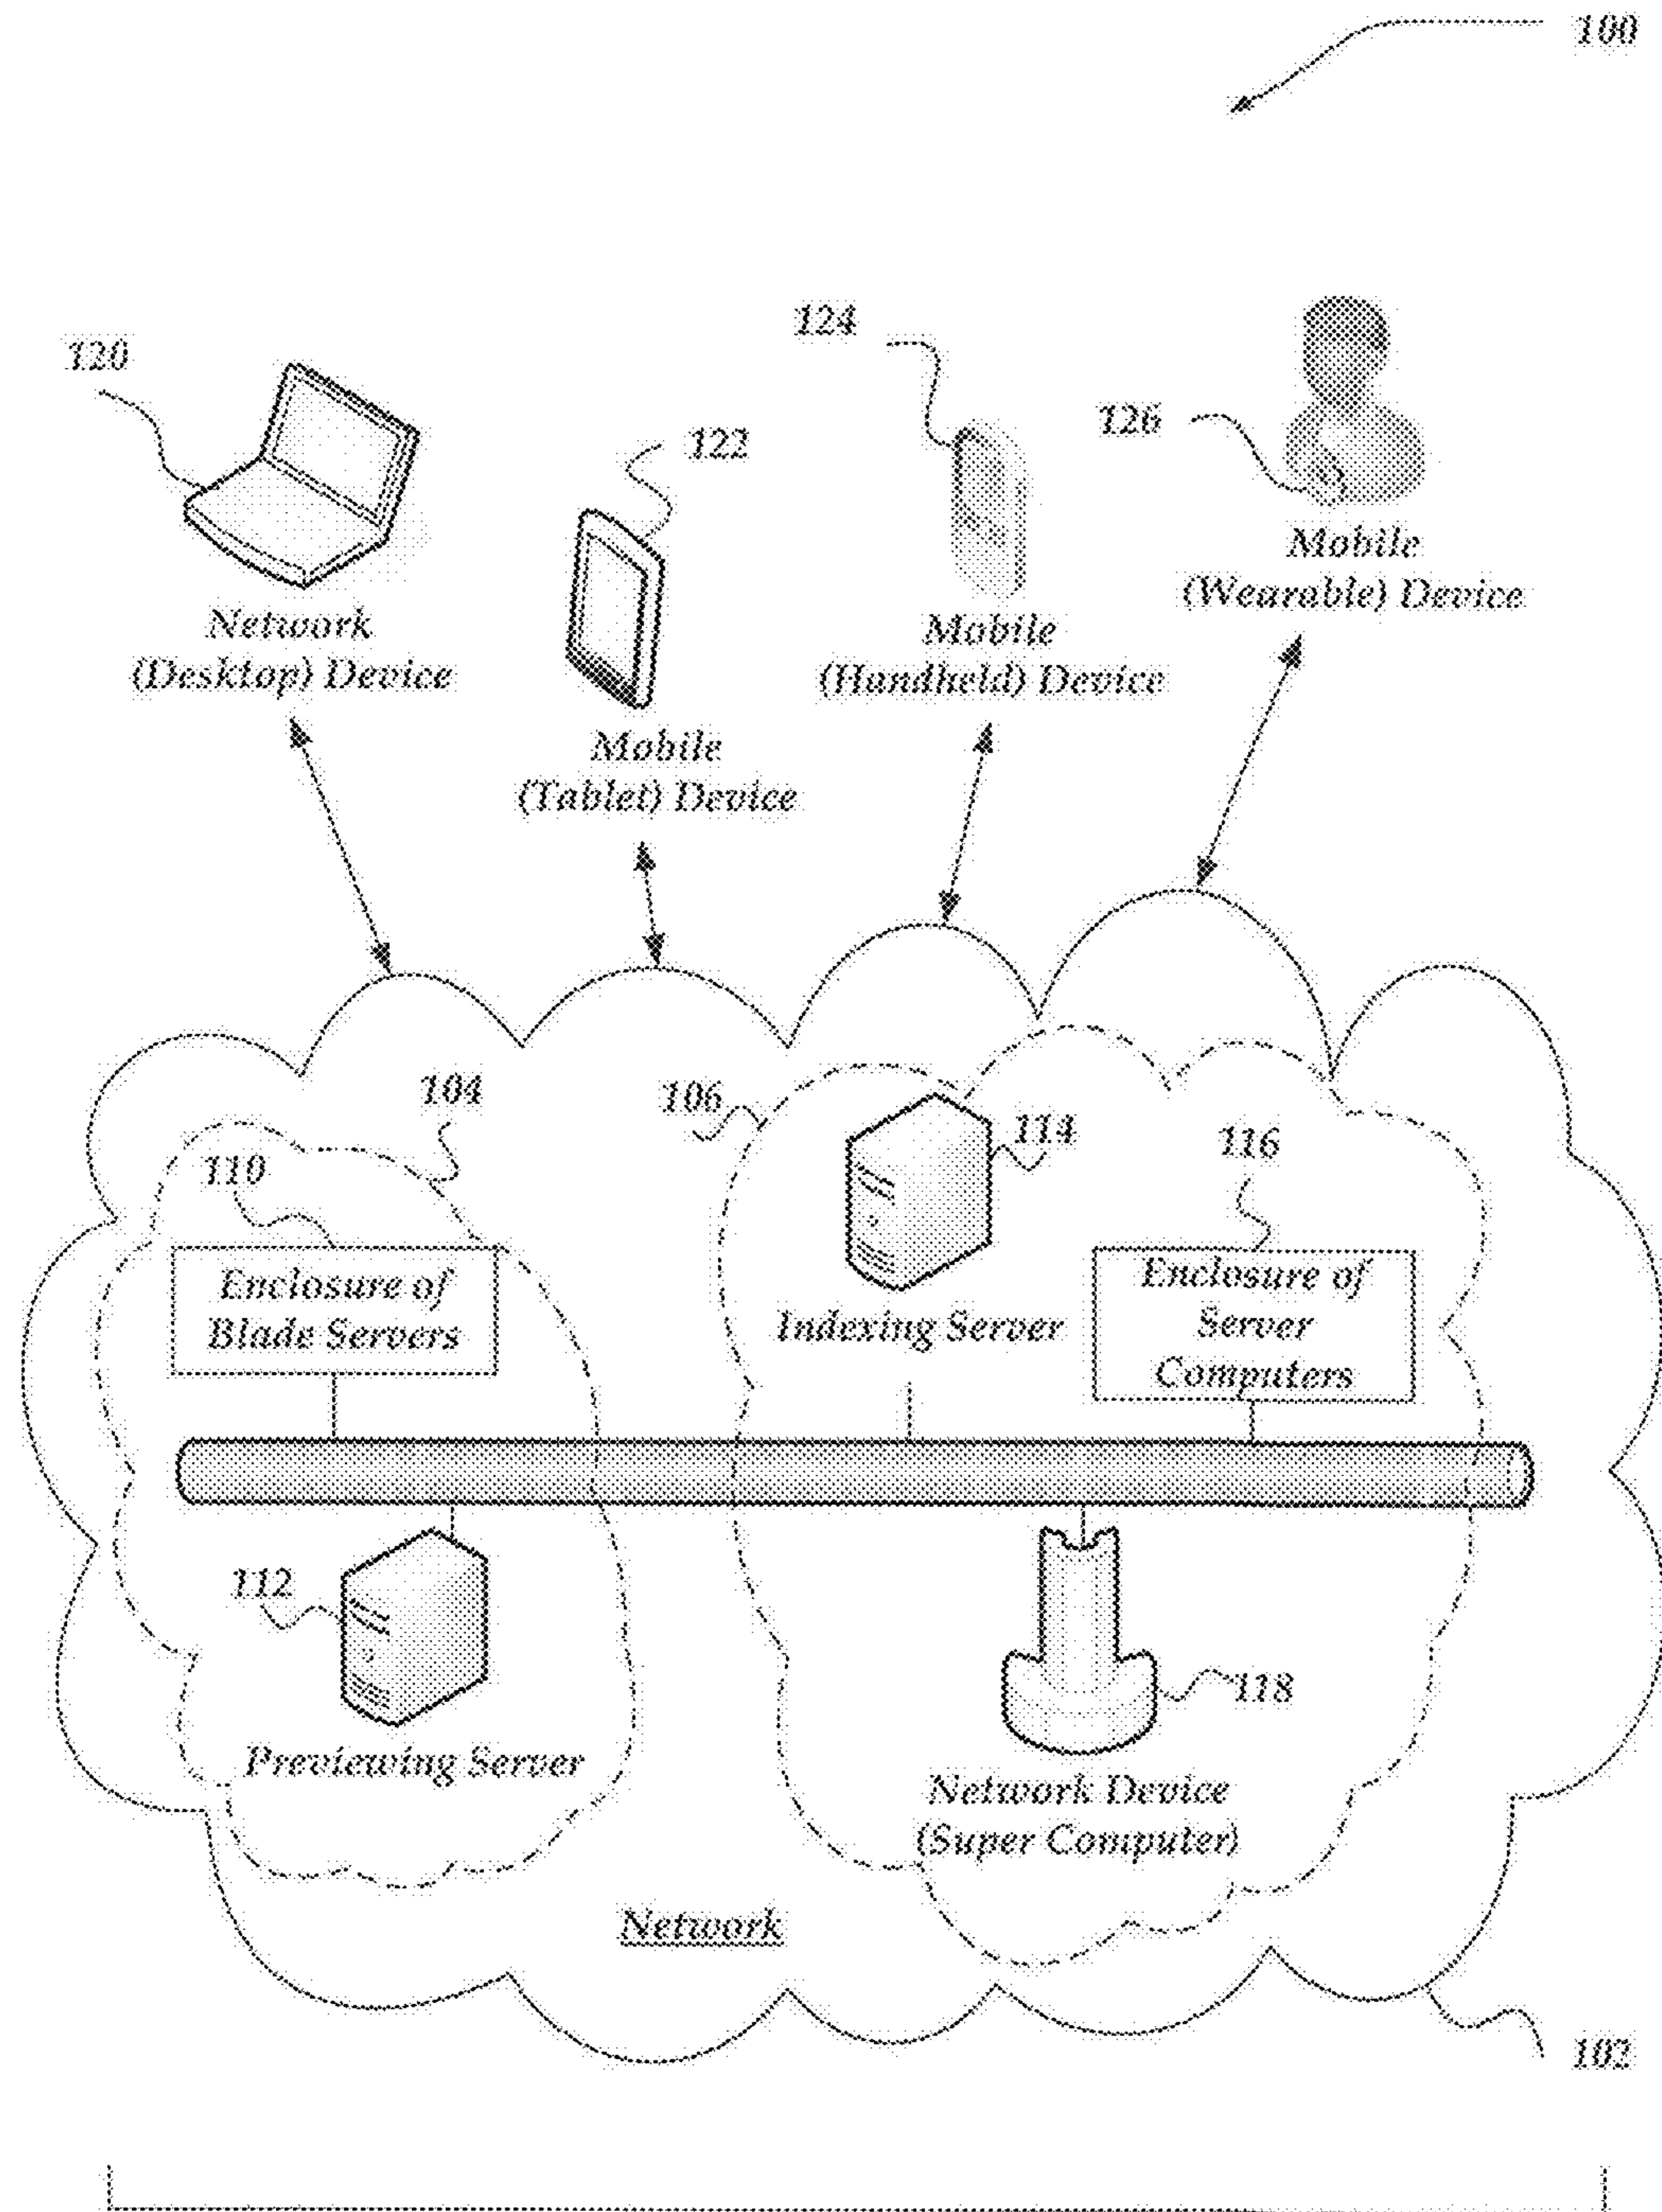 100
124
120
126
122
Mobile
(Wearable) Device
Network
(Desktop) Device
Mobile
(Handheld) Device
Mobile
(Tablet) Device
104
106
114
116
110
Enclosure of
Blade Servers
Indexing Server
Enclosure of
Server
Computers
112
118
Previewing Server
Network Device
(Super Computer)
Network
102